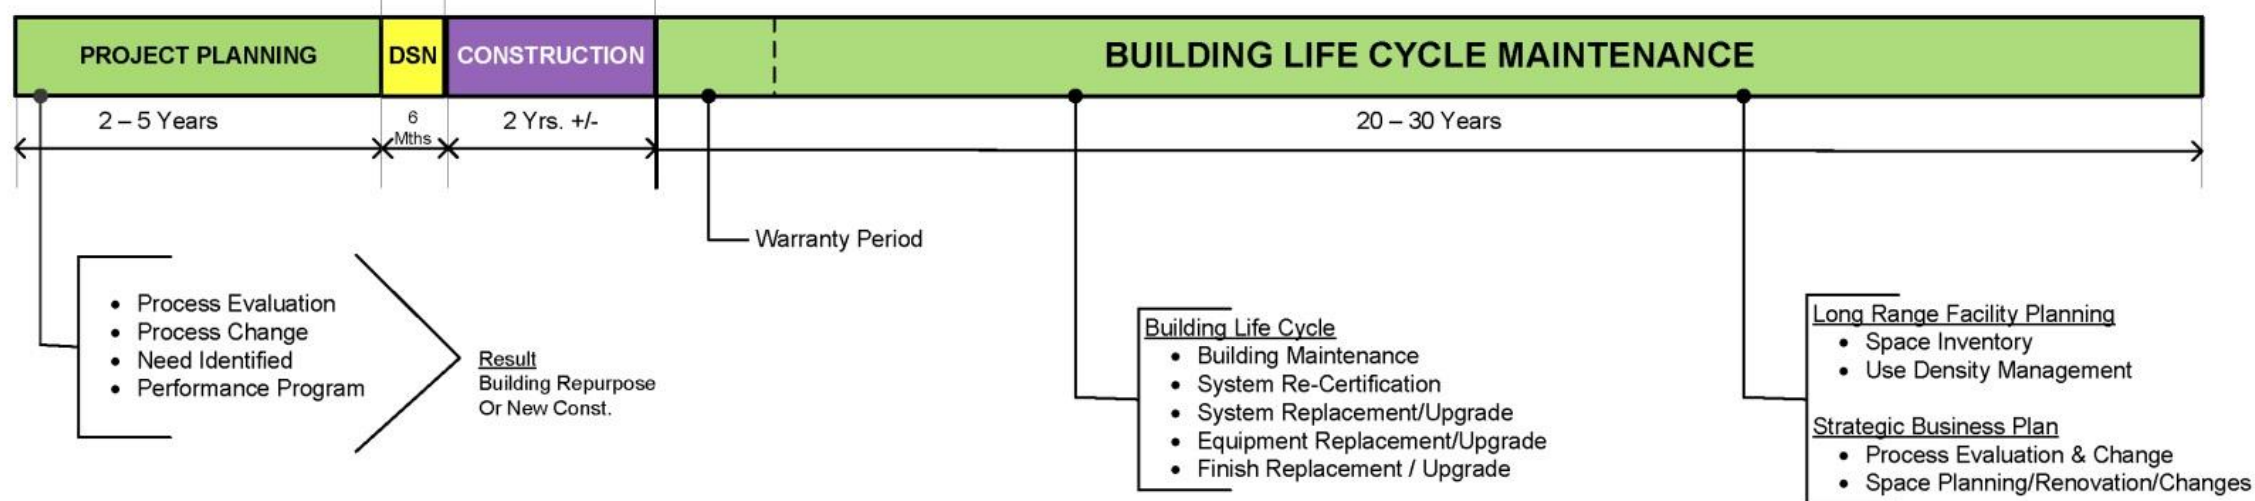 PROJECT PLANNING
DSN
CONSTRUCTION
BUILDING LIFE CYCLE MAINTENANCE
2 – 5 Years
6
Mths
2 Yrs. +/-
20 – 30 Years
Warranty Period
• Process Evaluation
• Process Change
• Need Identified
• Performance Program
Result
Building Repurpose
Or New Const.
Building Life Cycle
• Building Maintenance
• System Re-Certification
• System Replacement/Upgrade
• Equipment Replacement/Upgrade
• Finish Replacement / Upgrade
Long Range Facility Planning
• Space Inventory
• Use Density Management
Strategic Business Plan
• Process Evaluation & Change
• Space Planning/Renovation/Changes